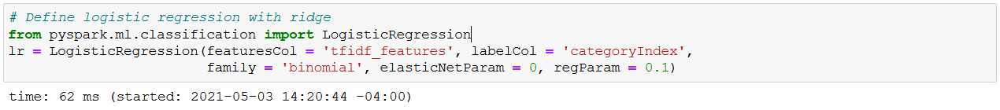 # Define logistic regression with ridge
from pyspark.ml.classification import LogisticRegression
lr = LogisticRegression(featuresCol = 'tfidf_features', labelCol = 'categoryIndex',
                        family = 'binomial', elasticNetParam = 0, regParam = 0.1)
time: 62 ms (started: 2021-05-03 14:20:44 -04:00)